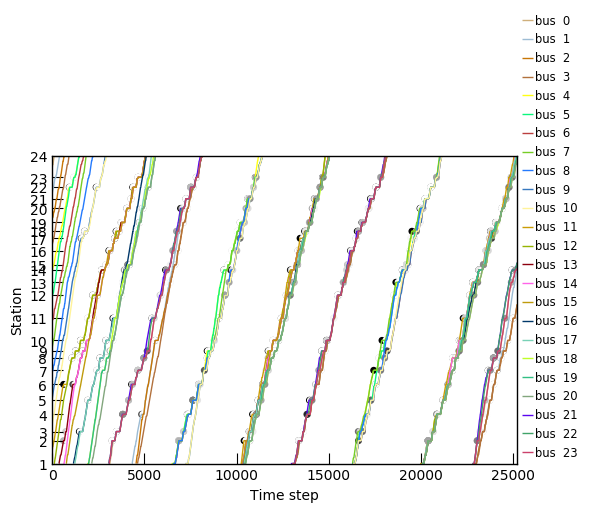 bus 0
bus 1
bus 2
bus 3
bus 4
bus 5
bus 6
bus 7
bus 8
bus 9
bus 10
bus 11
bus 12
bus 13
bus 14
bus 15
bus 16
bus 17
bus 18
bus 19
bus 20
bus 21
bus 22
bus 23
24
23
22
21
20
19
18
17
16
13
12
11
10
9
8
7
6
5
4
3
2
1
Station
0
5000
10000
15000
20000
25000
Time step